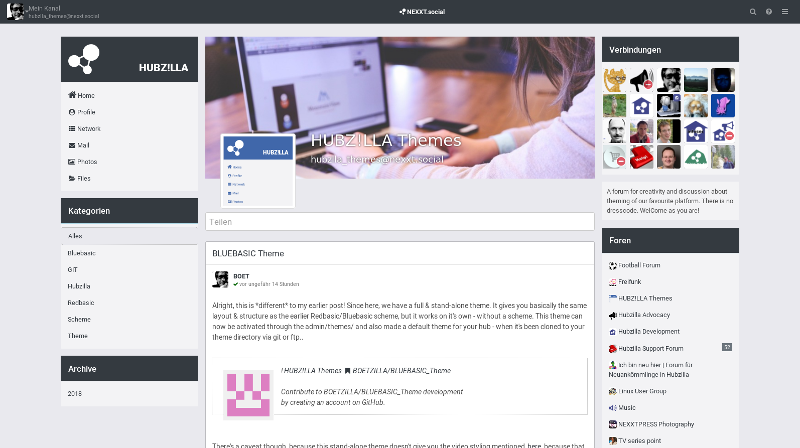 Mein Kanal
hubzilla_themes@nexxt.social
NEXXT.social
HUBZ!LLA
Home
Profile
Network
Mail
Photos
Files
Kategorien
Alles
Bluebasic
GIT
Hubzilla
Redbasic
Scheme
Theme
Archive
2018
HUBZ!LLA
HUBZ!LLA Themes
hubzilla_themes@nexxt.social
Teilen
BLUEBASIC Theme
BOET
vor ungefähr 14 Stunden
Alright, this is *different* to my earlier post! Since here, we have a full & stand-alone theme. It gives you basically the same
layout & structure as the earlier Redbasic/Bluebasic scheme, but it works on it's own - without a scheme. This theme can
now be activated through the admin/themes/ and also made a default theme for your hub - when it's been cloned to your
theme directory via git or ftp..
!HUBZ!LLA Themes BOETZILLA/BLUEBASIC_Theme
Contribute to BOETZILLA/BLUEBASIC_Theme development
by creating an account on GitHub.
There's a caveat though, because this stand-alone theme doesn't give you the video styling mentioned here, because that
Verbindungen
A forum for creativity and discussion about
theming of our favourite platform. There is no
dresscode. WelCome as you are!
Foren
Football Forum
Freifunk
HUBZ!LLA Themes
Hubzilla Advocacy
Hubzilla Development
Hubzilla Support Forum 52
Ich bin neu hier | Forum für
Neuankömmlinge in Hubzilla
Linux User Group
Music
NEXXTPRESS Photography
TV series point